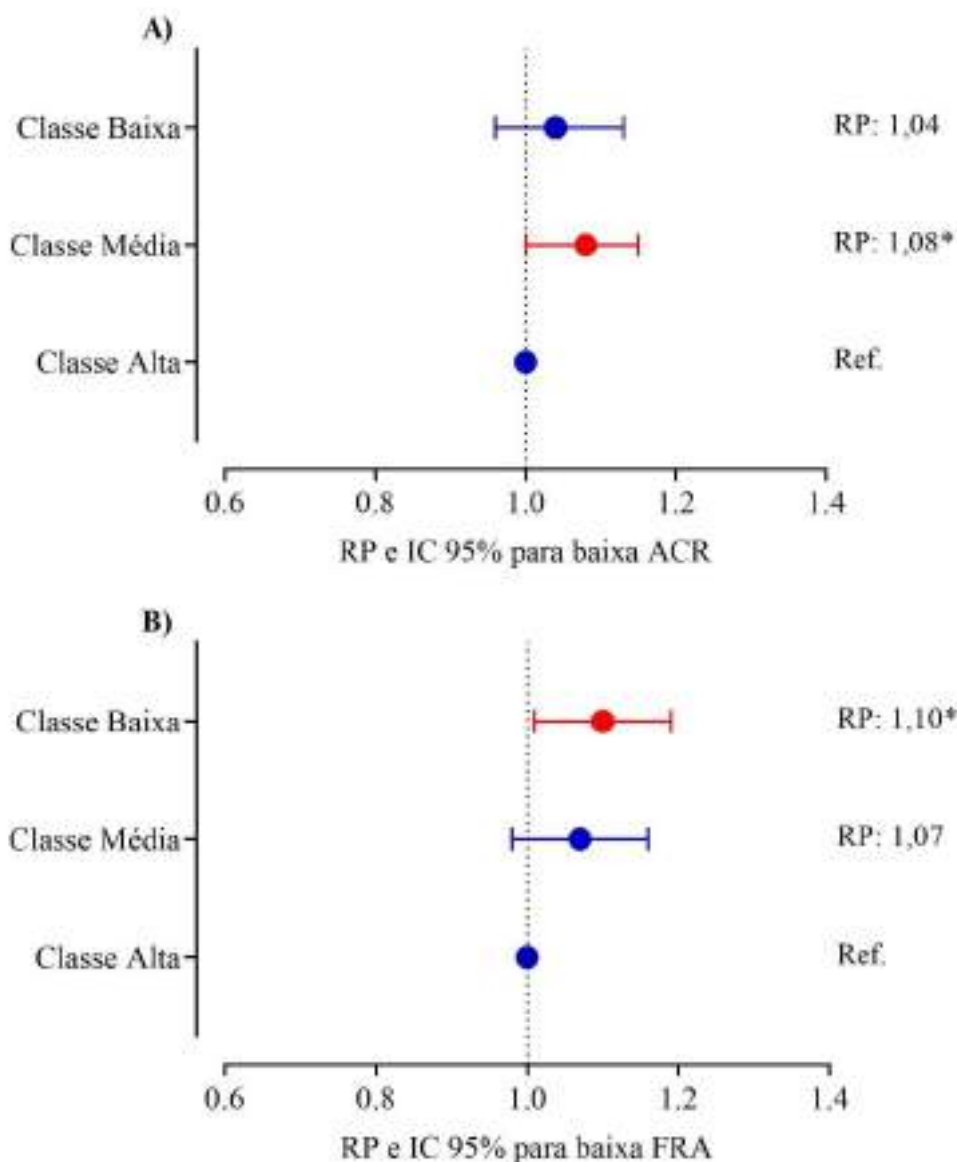 A)
Classe Baixa RP: 1,04
Classe Média RP: 1,08*
Classe Alta Ref.
0.6 0.8 1.0 1.2 1.4
RP e IC 95% para baixa ACR
B)
Classe Baixa RP: 1,10*
Classe Média RP: 1,07
Classe Alta Ref.
0.6 0.8 1.0 1.2 1.4
RP e IC 95% para baixa FRA